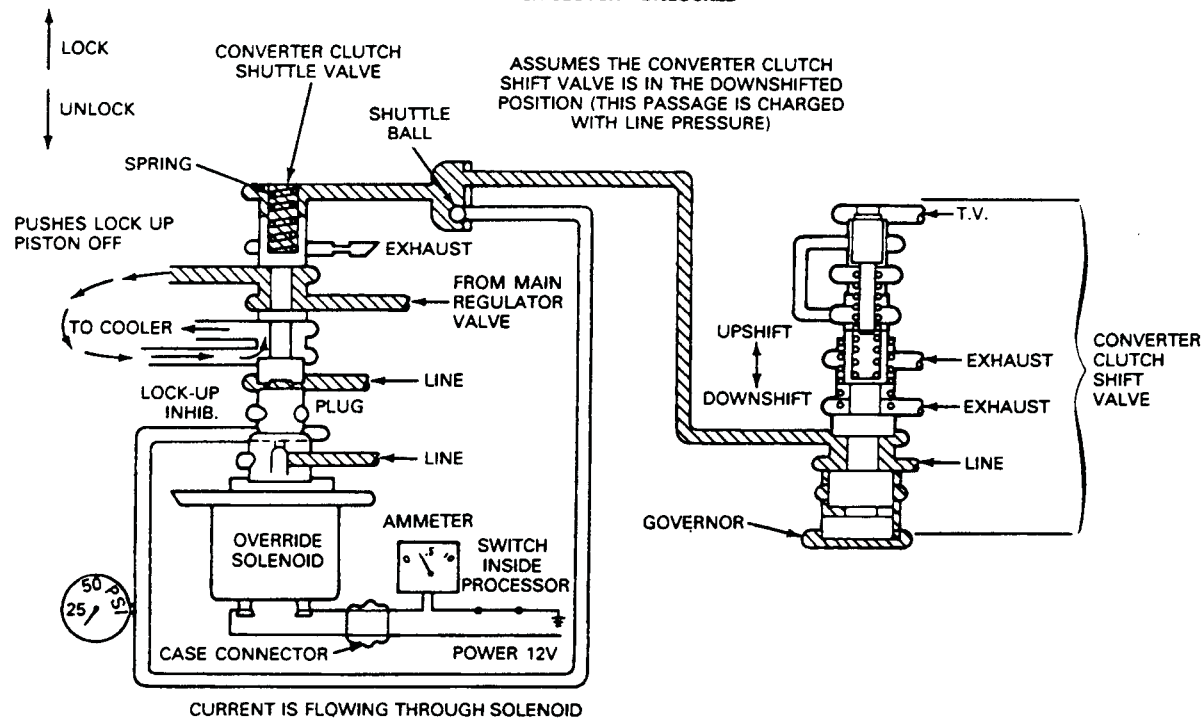 LOCK
UNLOCK
CONVERTER CLUTCH
SHUTTLE VALVE
ASSUMES THE CONVERTER CLUTCH
SHIFT VALVE IS IN THE DOWNSHIFTED
POSITION (THIS PASSAGE IS CHARGED
WITH LINE PRESSURE)
SHUTTLE
BALL
SPRING
PUSHES LOCK UP
PISTON OFF
EXHAUST
T.V.
FROM MAIN
REGULATOR
VALVE
TO COOLER
UPSHIFT
DOWNSHIFT
EXHAUST
EXHAUST
CONVERTER
CLUTCH
SHIFT
VALVE
LINE
LOCK-UP
INHIB.
PLUG
LINE
LINE
GOVERNOR
OVERRIDE
SOLENOID
AMMETER
0 .5 10
SWITCH
INSIDE
PROCESSOR
50 PSI
25
CASE CONNECTOR
POWER 12V
CURRENT IS FLOWING THROUGH SOLENOID